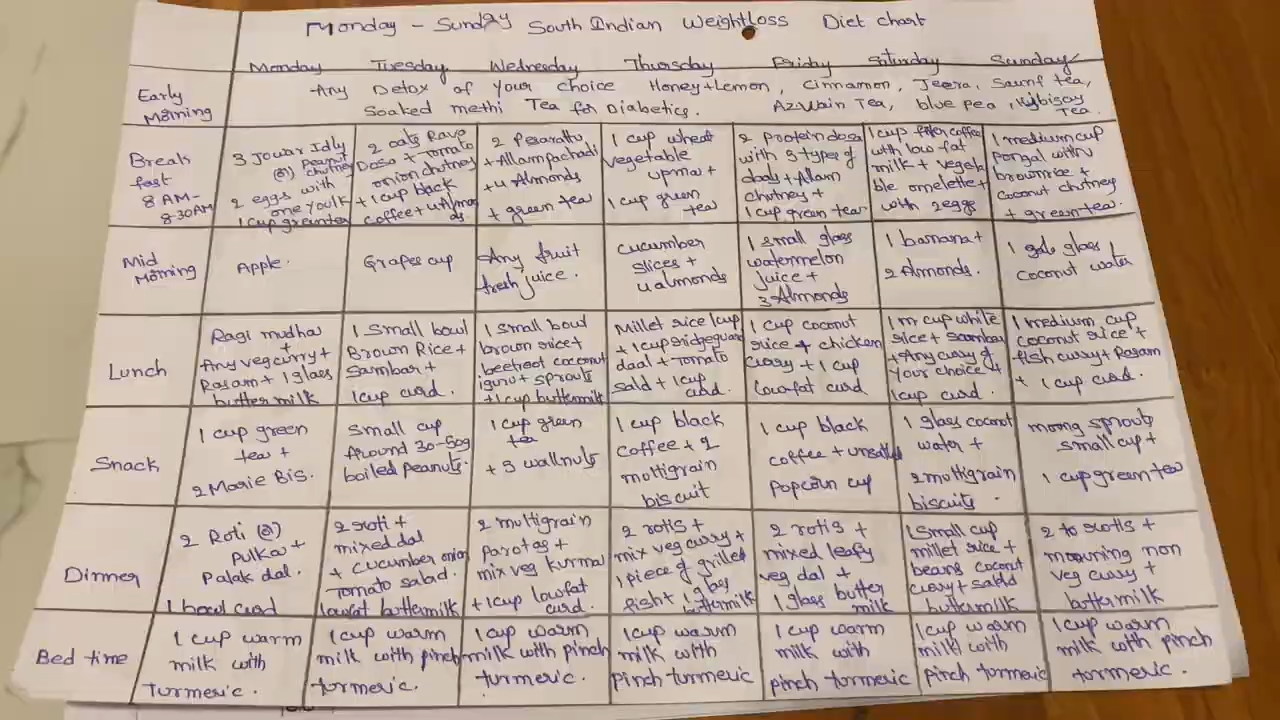 Monday - Sunday South Indian Weightloss Diet chart
Monday Tuesday Wednesday Thursday Friday Saturday Sunday
Early Morning
Any Detox of Your choice Honey+Lemon, Cinnamon, Jeera, Saunf tea,
Soaked methi Tea for Diabetics. Azwain Tea, blue pea, Tea.
Break fast 8 AM- 8:30AM
3 Jowar Idly
(or) Peanut chutney
2 eggs with
one youlk
1 cup greentea
2 oats Rava
Dosa + Tomato
onion chutney
+ 1 cup black
coffee + 4 Almonds
2 Pesarattu
+ Allam pachadi
+ 4 Almonds
+ green tea
1 cup wheat
vegetable
upma +
1 cup green
tea
2 protein dosa
with 3 types of
dals + Allam
chutney +
1 cup green tea
1 cup filter coffee
with low fat
milk + vegeta
ble omelette +
with 2 eggs
1 medium cup
pongal with
brownrice +
coconut chutney
+ green tea.
Mid Morning
Apple.
Grapes cup
Any fruit
fresh juice.
cucumber
slices +
4 almonds
1 small glass
watermelon
juice +
3 Almonds
1 banana +
2 Almonds.
1 glass
coconut water
Lunch
Ragi mudha
+
Any veg curry +
Rasam + 1 glass
butter milk
1 small bowl
Brown Rice +
Sambar +
1 cup curd.
1 small bowl
brown rice +
beetroot coconut
iguru + sprouts
+ 1 cup buttermilk
Millet rice 1 cup
+ 1 cup ridgeguard
daal + Tomato
sald + 1 cup
curd.
1 cup coconut
rice + chicken
curry + 1 cup
lowfat curd
1 m cup white
rice + sambar
+ Any curry of
your choice +
1 cup curd.
1 medium cup
coconut rice +
fish curry + Rasam
+ 1 cup curd.
Snack
1 cup green
tea +
2 Marie Bis.
small cup
Around 30-50g
boiled peanuts.
1 cup green
tea
+ 3 wallnuts
1 cup black
coffee + 2
multigrain
biscuit
1 cup black
coffee + unsalted
popcorn cup
1 glass coconut
water +
2 multigrain
biscuits.
moong sprouts
small cup +
1 cup green tea
Dinner
2 Roti (or)
Pulka +
Palak dal.
1 bowl curd
2 roti +
mixed dal
+ cucumber onion
Tomato salad.
lowfat buttermilk
2 multigrain
parotas +
mix veg kurma
+ 1 cup lowfat
curd.
2 rotis +
mix veg curry +
1 piece of grilled
fish + 1 glass
buttermilk
2 rotis +
mixed leafy
veg dal +
1 glass butter
milk
1 small cup
millet rice +
beans coconut
curry + salad
buttermilk
2 to rotis +
morning non
veg curry +
buttermilk
Bed time
1 cup warm
milk with
turmeric.
1 cup warm
milk with pinch
turmeric.
1 cup warm
milk with pinch
turmeric.
1 cup warm
milk with
pinch turmeric
1 cup warm
milk with
pinch turmeric
1 cup warm
milk with
pinch turmeric
1 cup warm
milk with pinch
turmeric.